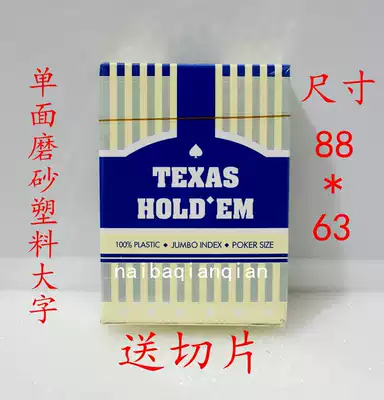 单面磨砂塑料大字
尺寸
88
*
63
TEXAS
HOLD'EM
100% PLASTIC • JUMBO INDEX • POKER SIZE
naibaqianqian
送切片